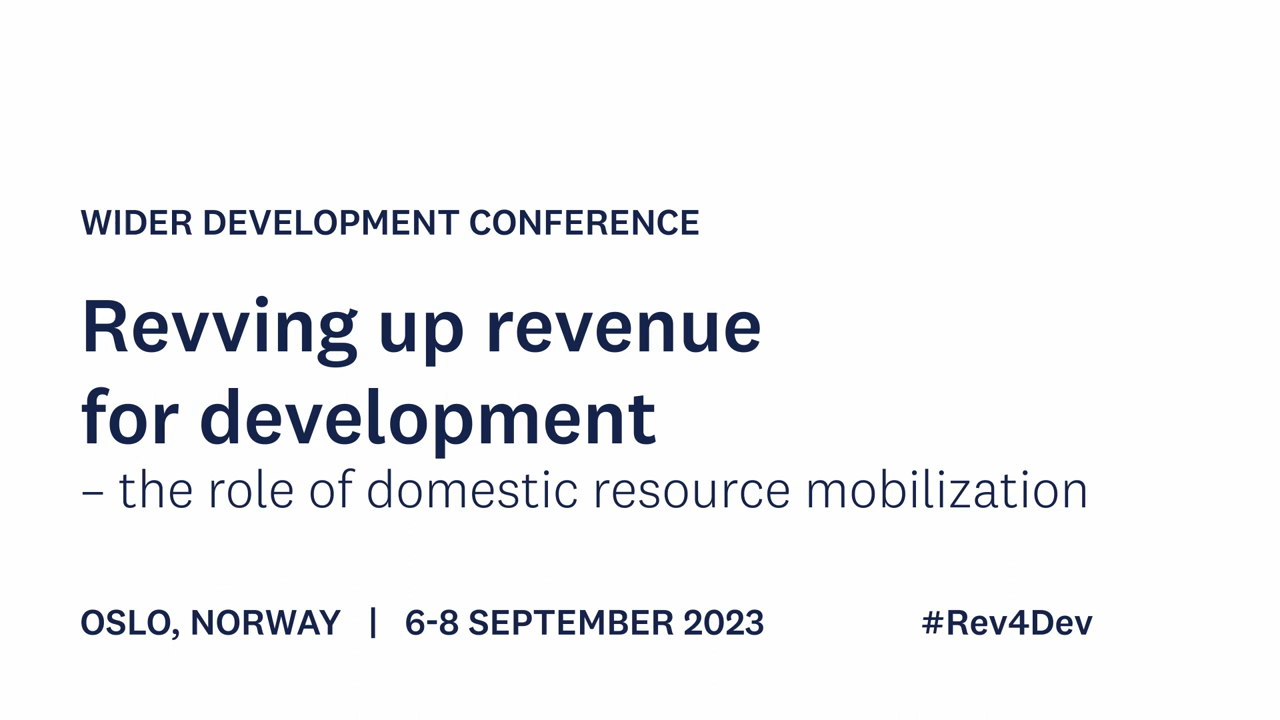 WIDER DEVELOPMENT CONFERENCE
Revving up revenue
for development
– the role of domestic resource mobilization
OSLO, NORWAY | 6-8 SEPTEMBER 2023 #Rev4Dev